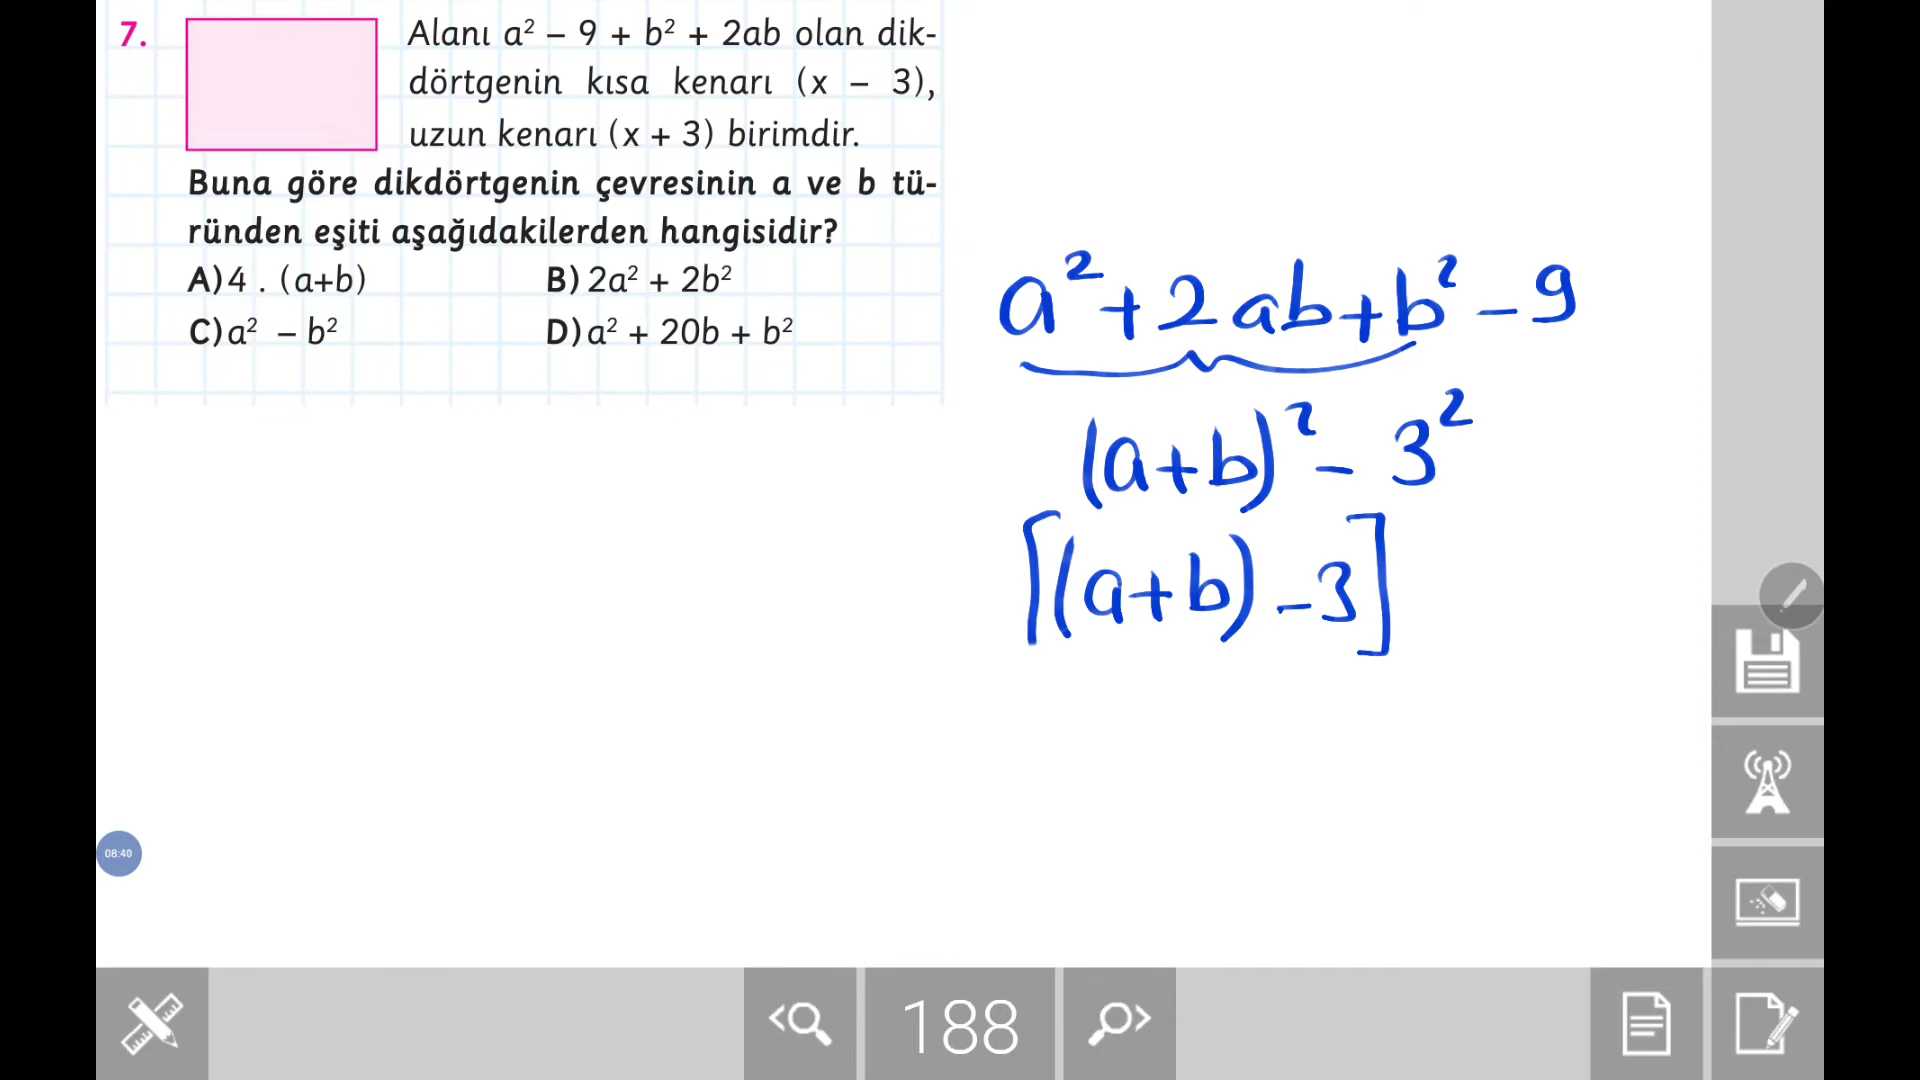 7.
Alanı a² – 9 + b² + 2ab olan dik-
dörtgenin kısa kenarı (x – 3),
uzun kenarı (x + 3) birimdir.
Buna göre dikdörtgenin çevresinin a ve b tü-
ründen eşiti aşağıdakilerden hangisidir?
A) 4 . (a+b) B) 2a² + 2b²
C) a² – b² D) a² + 20b + b²
a² + 2ab + b² – 9
(a+b)² – 3²
[(a+b) – 3]
08:40
188